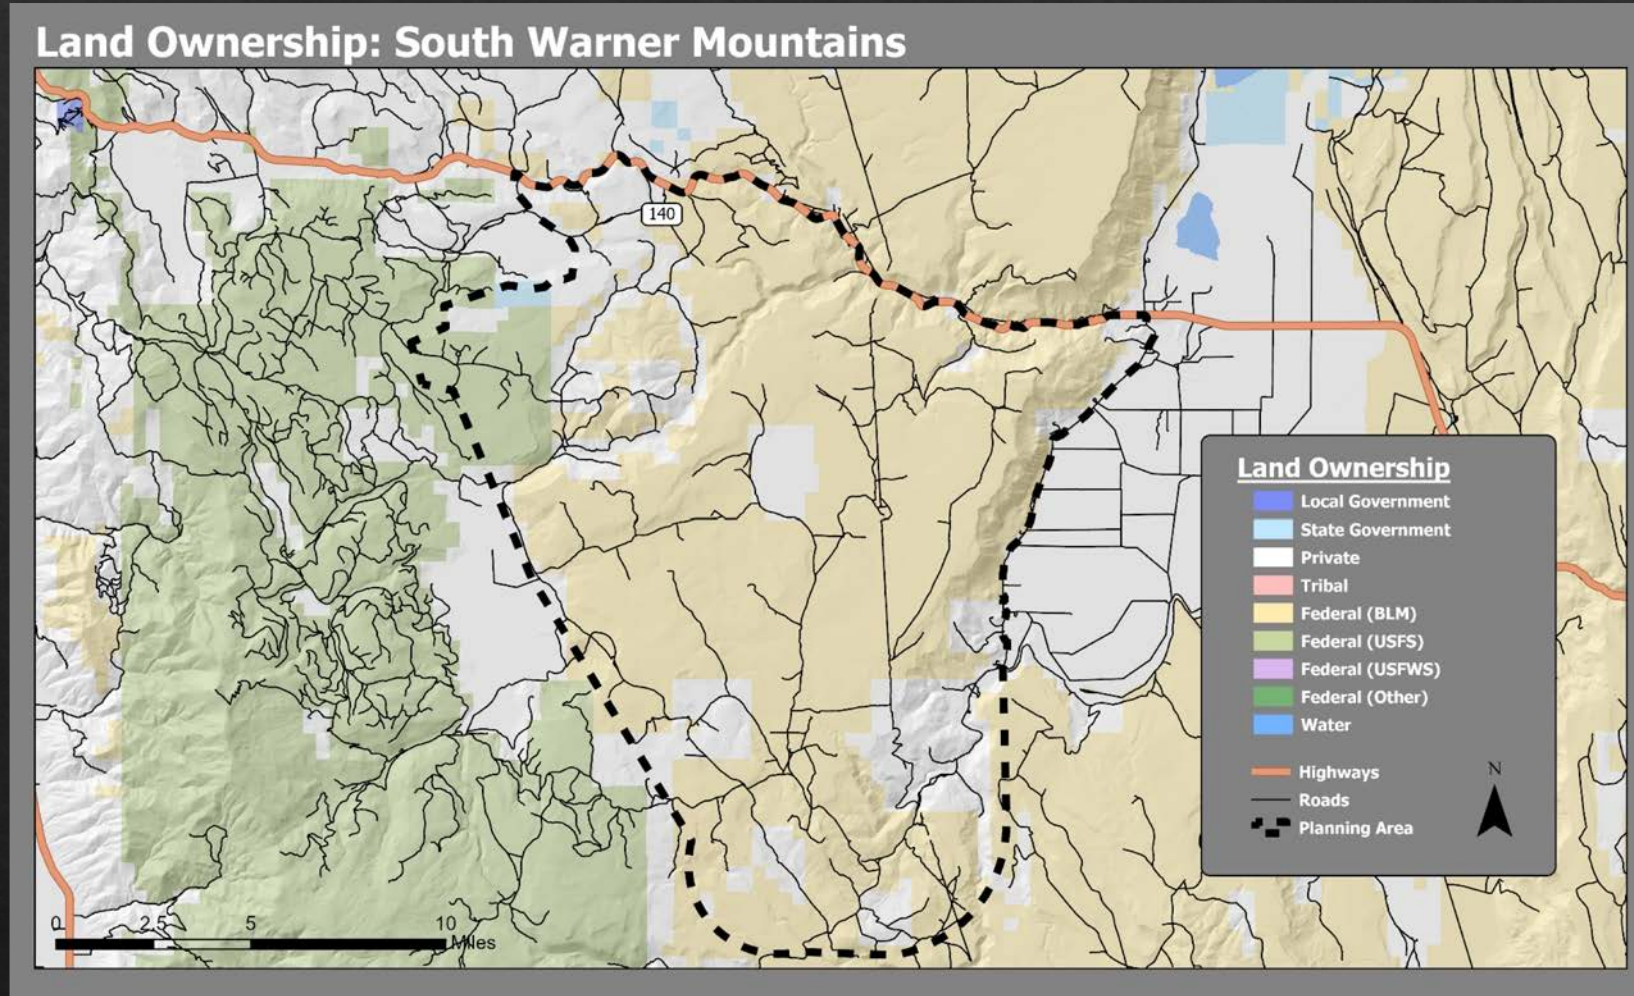 Land Ownership: South Warner Mountains
140
Land Ownership
Local Government
State Government
Private
Tribal
Federal (BLM)
Federal (USFS)
Federal (USFWS)
Federal (Other)
Water
Highways
Roads
Planning Area
N
0 2.5 5 10
Miles